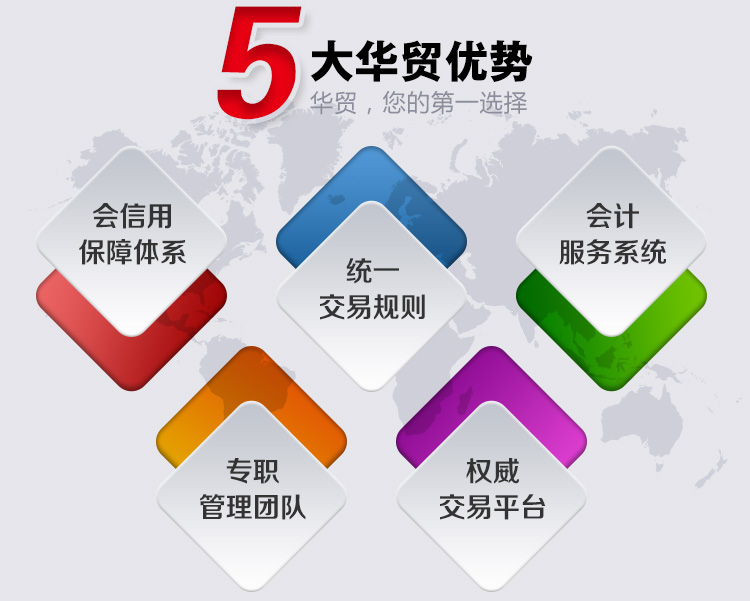 5大华贸优势
华贸，您的第一选择
会信用
保障体系
统一
交易规则
会计
服务系统
专职
管理团队
权威
交易平台